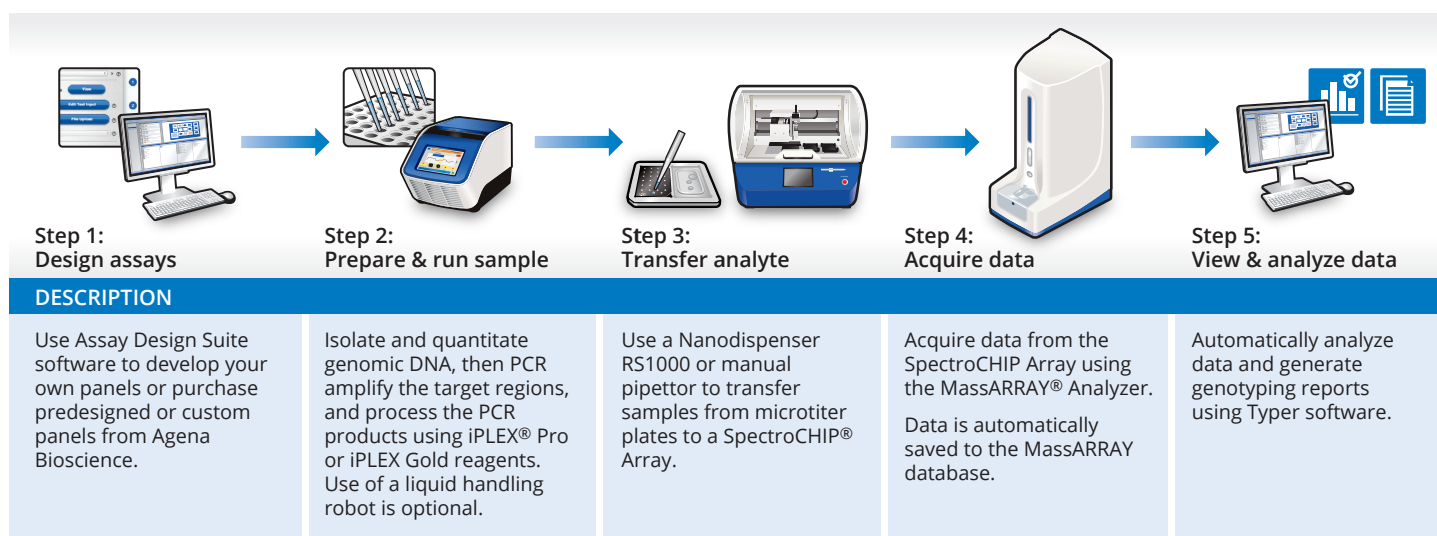 Step 1:
Design assays
Step 2:
Prepare & run sample
Step 3:
Transfer analyte
Step 4:
Acquire data
Step 5:
View & analyze data
DESCRIPTION
Use Assay Design Suite
software to develop your
own panels or purchase
predesigned or custom
panels from Agena
Bioscience.
Isolate and quantitate
genomic DNA, then PCR
amplify the target regions,
and process the PCR
products using iPLEX® Pro
or iPLEX Gold reagents.
Use of a liquid handling
robot is optional.
Use a Nanodispenser
RS1000 or manual
pipettor to transfer
samples from microtiter
plates to a SpectroCHIP®
Array.
Acquire data from the
SpectroCHIP Array using
the MassARRAY® Analyzer.
Data is automatically
saved to the MassARRAY
database.
Automatically analyze
data and generate
genotyping reports
using Typer software.